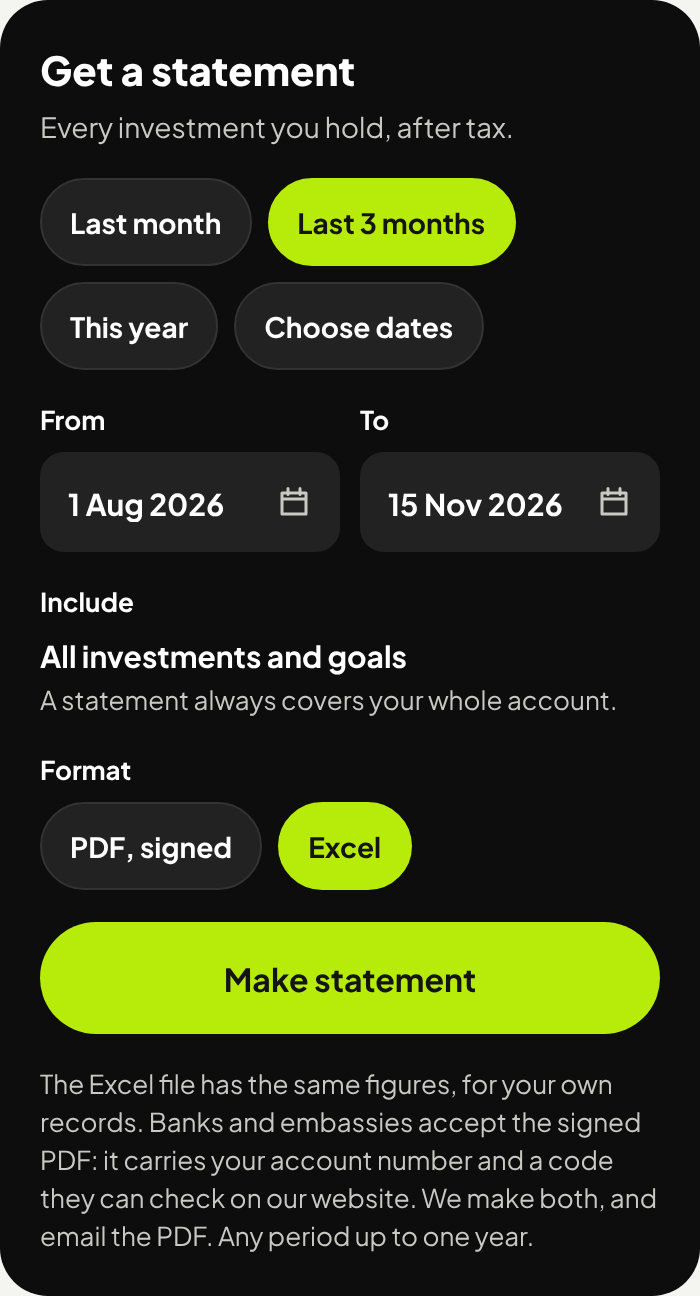 Get a statement
Every investment you hold, after tax.
Last month
Last 3 months
This year
Choose dates
From
To
1 Aug 2026
15 Nov 2026
Include
All investments and goals
A statement always covers your whole account.
Format
PDF, signed
Excel
Make statement
The Excel file has the same figures, for your own
records. Banks and embassies accept the signed
PDF: it carries your account number and a code
they can check on our website. We make both, and
email the PDF. Any period up to one year.